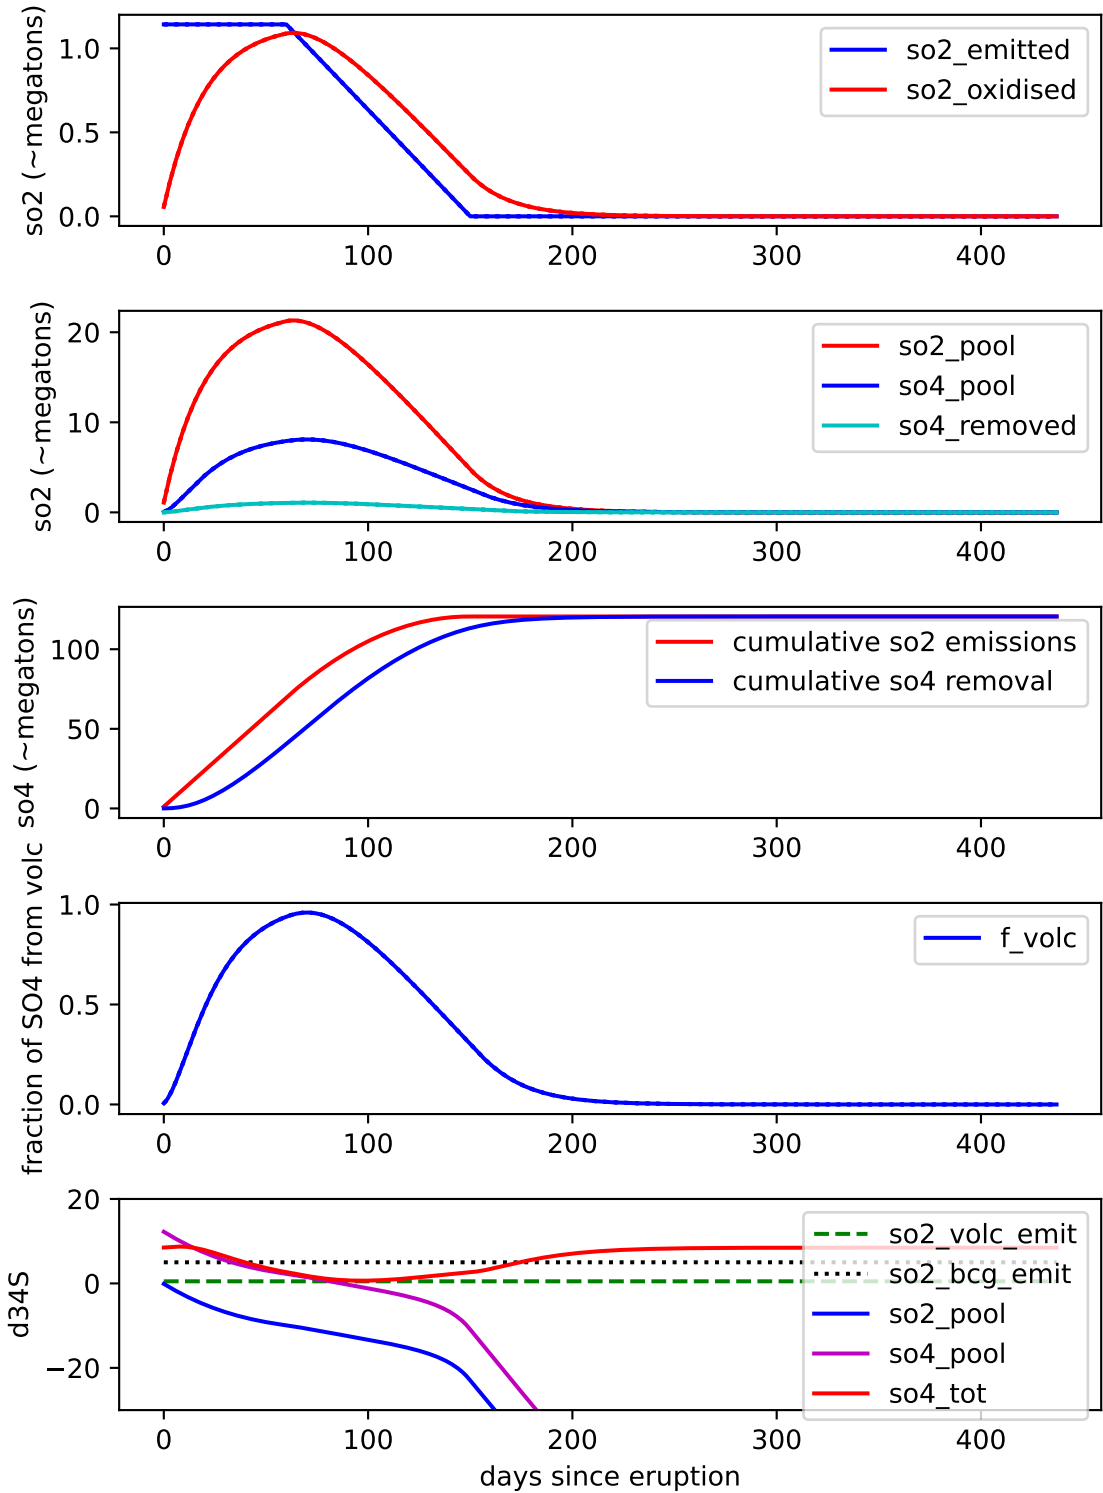 so2 (~megatons)
1.0
0.5
0.0
so2_emitted
so2_oxidised
0 100 200 300 400
so2 (~megatons)
20
10
0
so2_pool
so4_pool
so4_removed
0 100 200 300 400
so4 (~megatons)
100
50
0
cumulative so2 emissions
cumulative so4 removal
0 100 200 300 400
fraction of SO4 from volc
1.0
0.5
0.0
f_volc
0 100 200 300 400
d34S
20
0
−20
so2_volc_emit
so2_bcg_emit
so2_pool
so4_pool
so4_tot
0 100 200 300 400
days since eruption